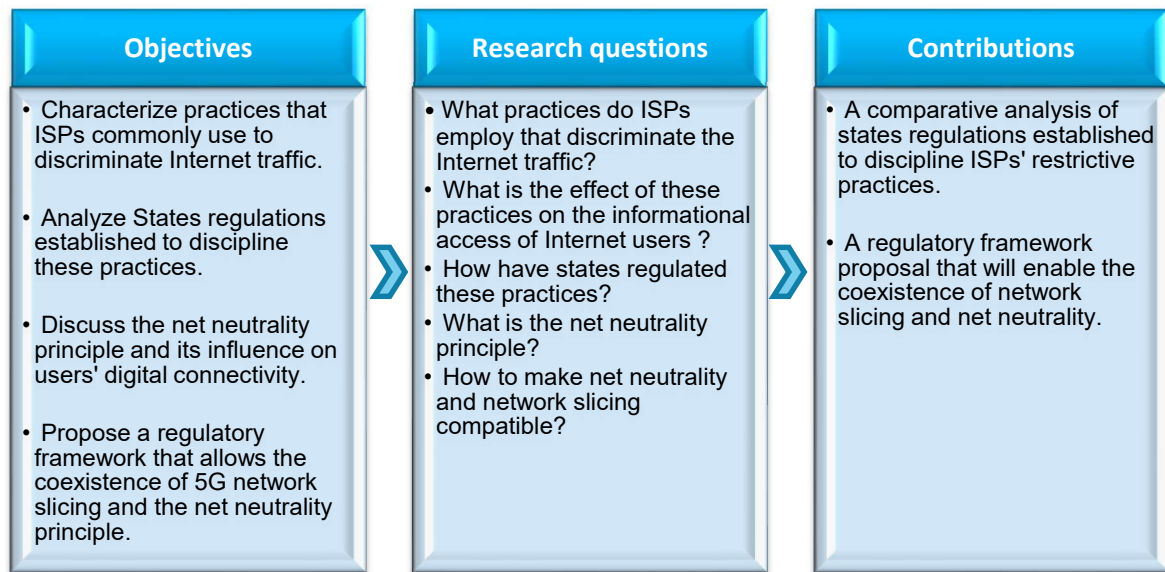 Objectives
• Characterize practices that
ISPs commonly use to
discriminate Internet traffic.
• Analyze States regulations
established to discipline
these practices.
• Discuss the net neutrality
principle and its influence on
users' digital connectivity.
• Propose a regulatory
framework that allows the
coexistence of 5G network
slicing and the net neutrality
principle.
Research questions
• What practices do ISPs
employ that discriminate the
Internet traffic?
• What is the effect of these
practices on the informational
access of Internet users ?
• How have states regulated
these practices?
• What is the net neutrality
principle?
• How to make net neutrality
and network slicing
compatible?
Contributions
• A comparative analysis of
states regulations established
to discipline ISPs' restrictive
practices.
• A regulatory framework
proposal that will enable the
coexistence of network
slicing and net neutrality.